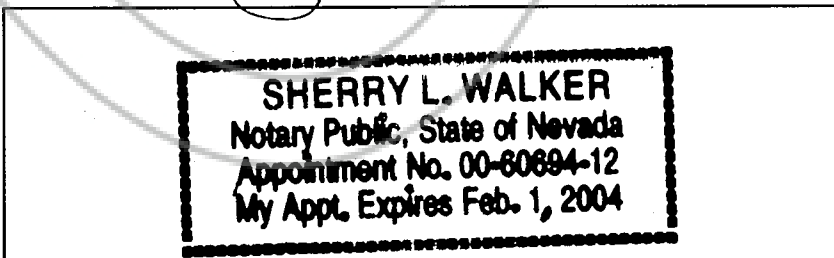 SHERRY L. WALKER
Notary Public, State of Nevada
Appointment No. 00-60694-12
My Appt. Expires Feb. 1, 2004